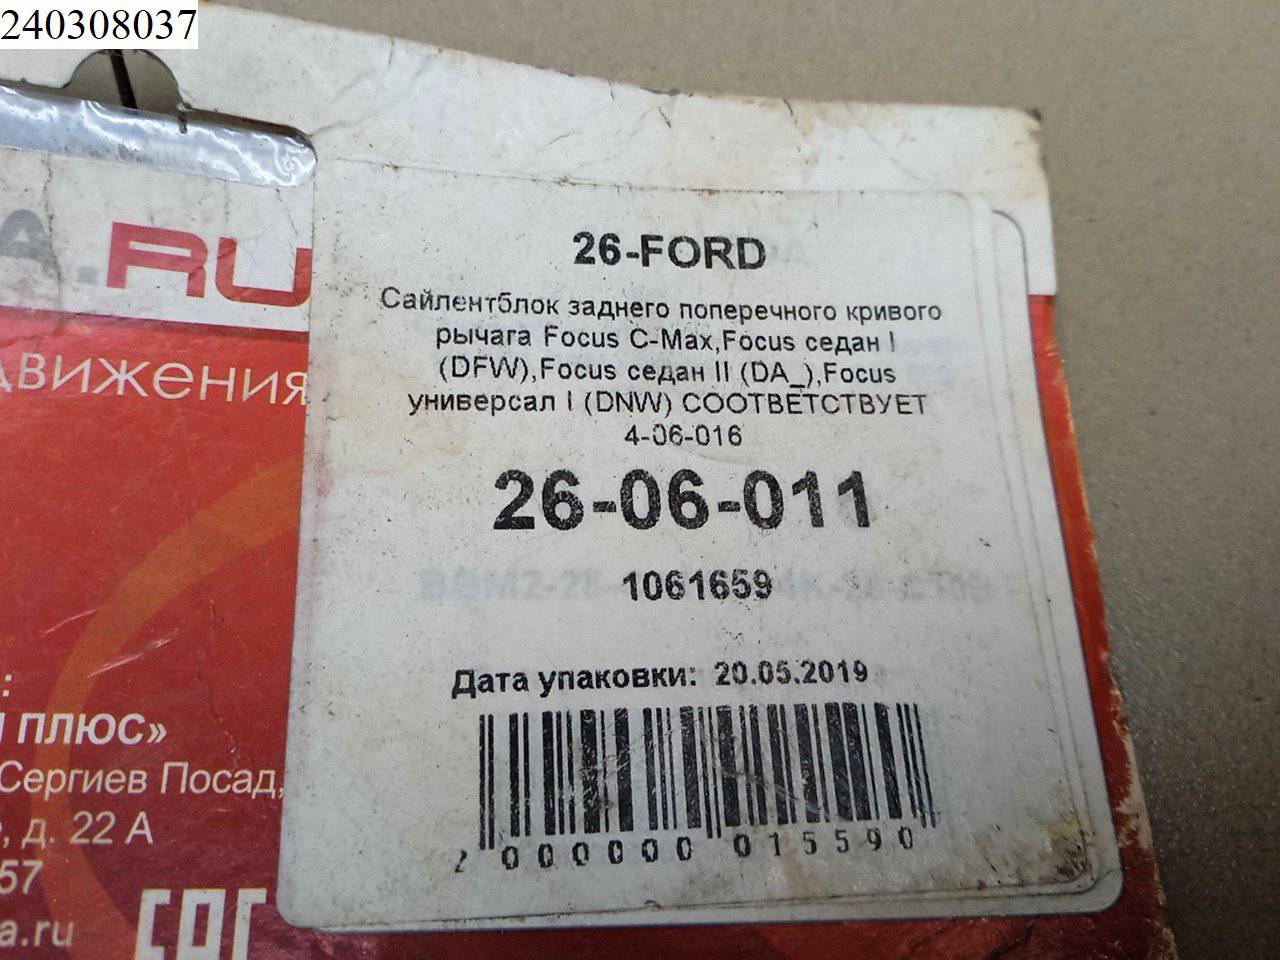 240308037
A.RU
движения
26-FORD
Сайлентблок заднего поперечного кривого
рычага Focus C-Max,Focus седан I
(DFW),Focus седан II (DA_),Focus
универсал I (DNW) СООТВЕТСТВУЕТ
4-06-016
26-06-011
1061659
Дата упаковки: 20.05.2019
2 000000 015590
:
ПЛЮС»
Сергиев Посад,
, д. 22 А
57
a.ru